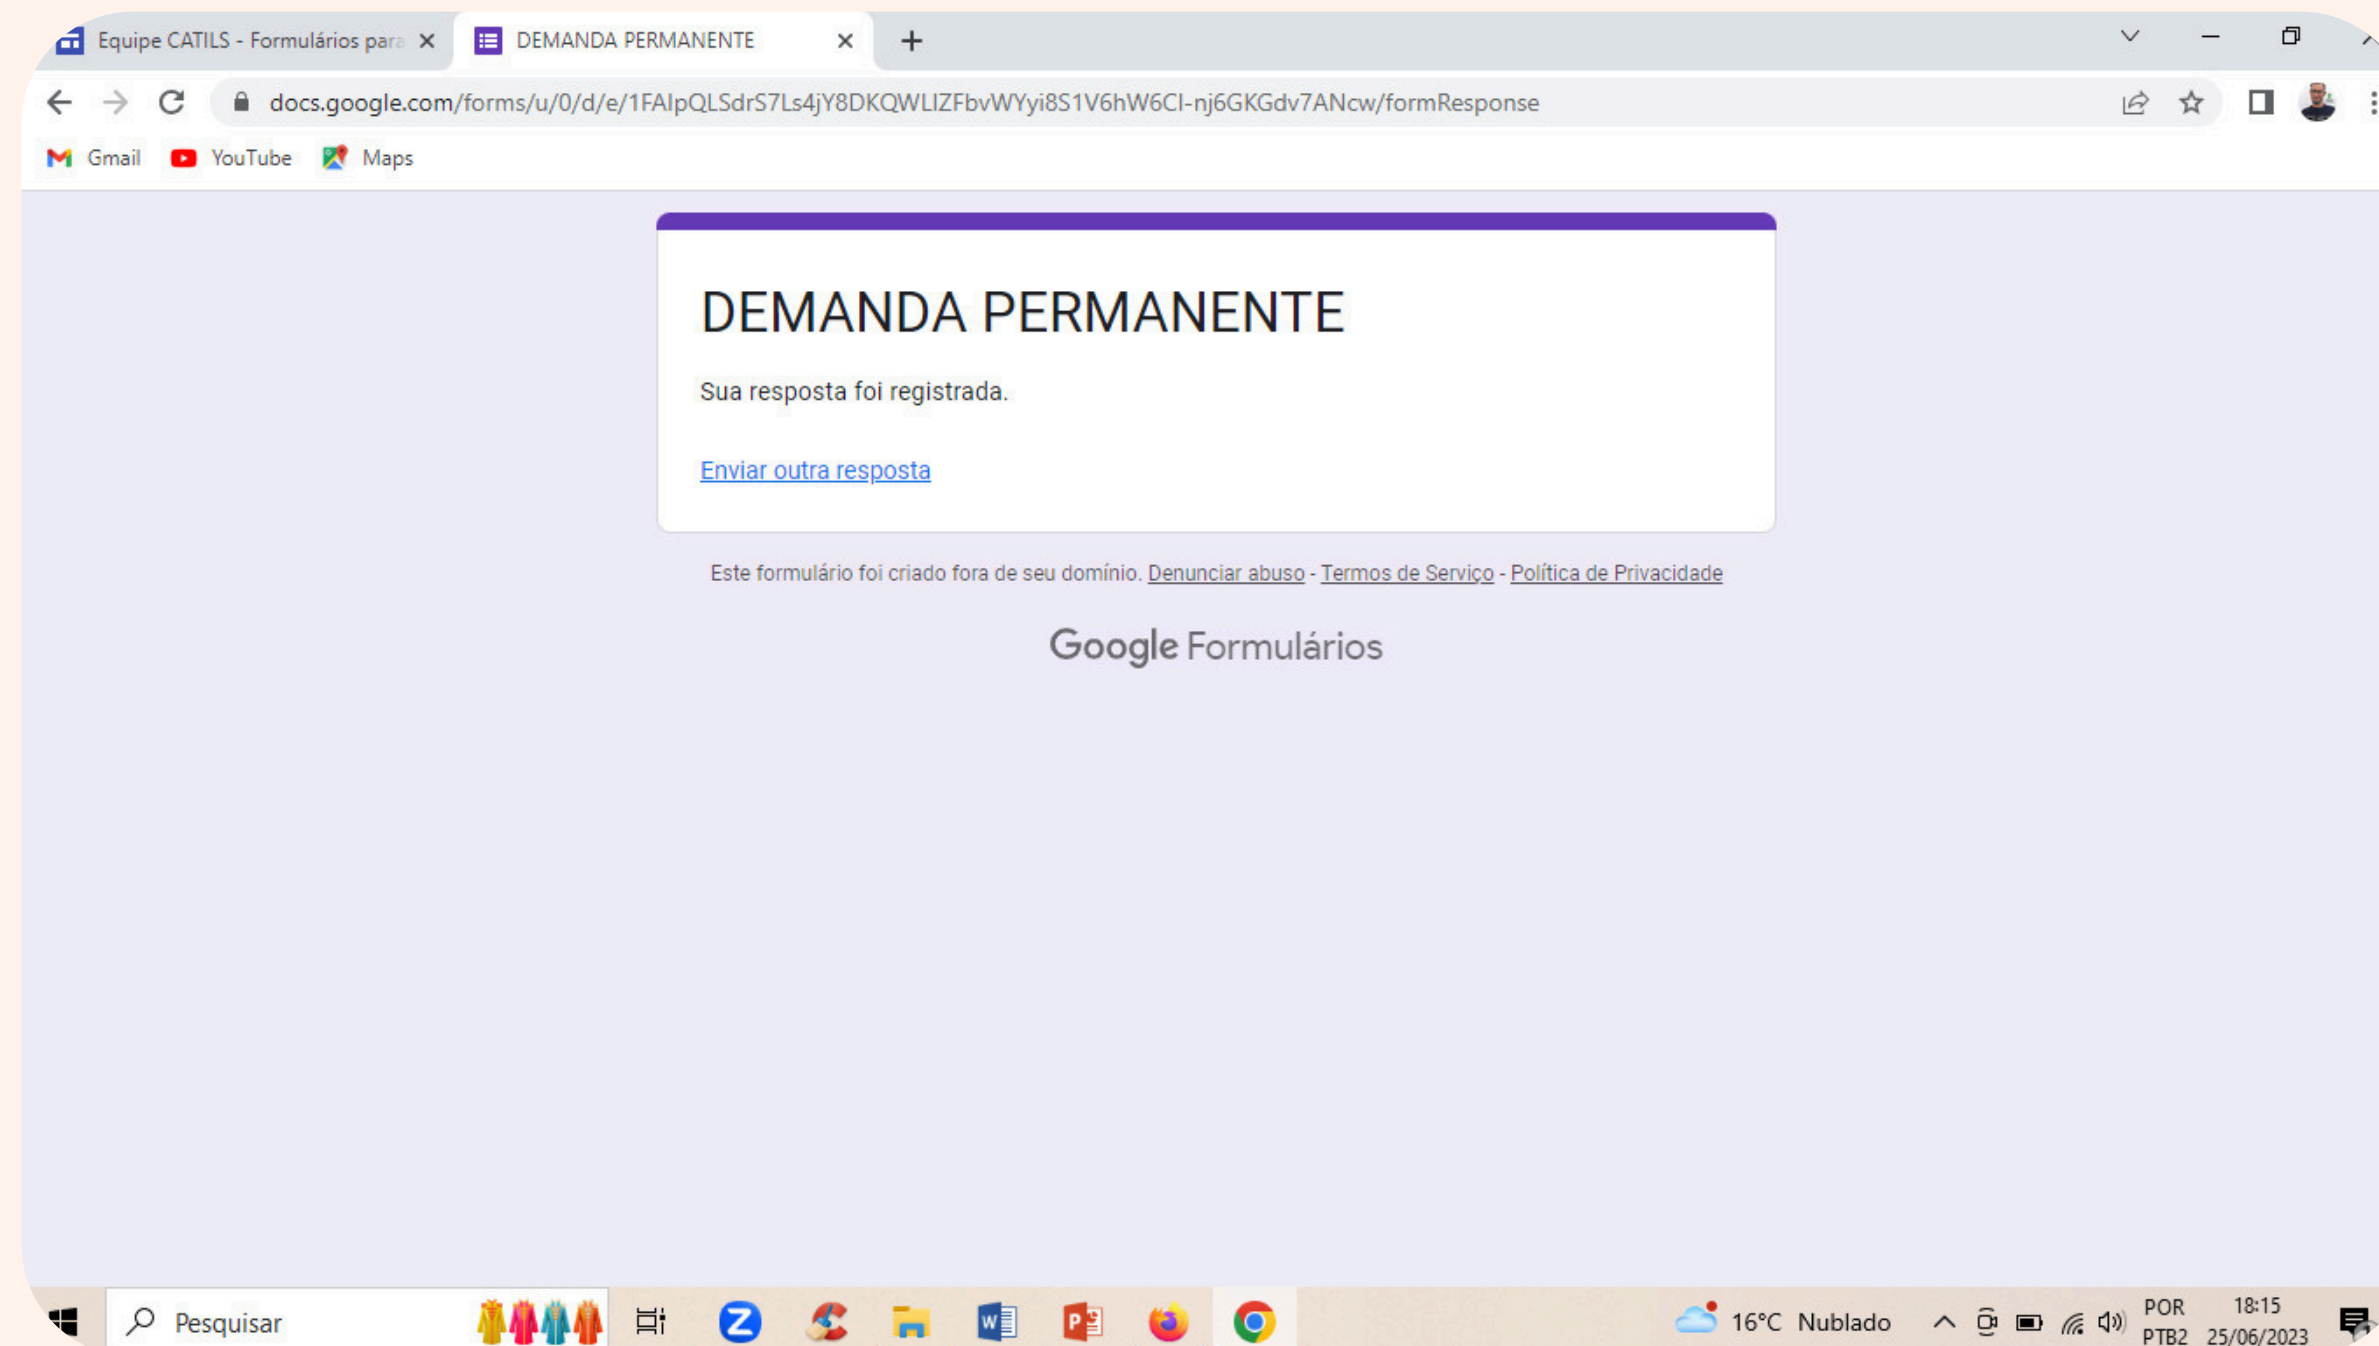 Equipe CATILS - Formulários para
DEMANDA PERMANENTE
docs.google.com/forms/u/0/d/e/1FAIpQLSdrS7Ls4jY8DKQWLIZFbvWYyi8S1V6hW6CI-nj6GKGdv7ANcw/formResponse
Gmail YouTube Maps
DEMANDA PERMANENTE
Sua resposta foi registrada.
Enviar outra resposta
Este formulário foi criado fora de seu domínio. Denunciar abuso - Termos de Serviço - Política de Privacidade
Google Formulários
Pesquisar
16°C Nublado
POR
PTB2
18:15
25/06/2023